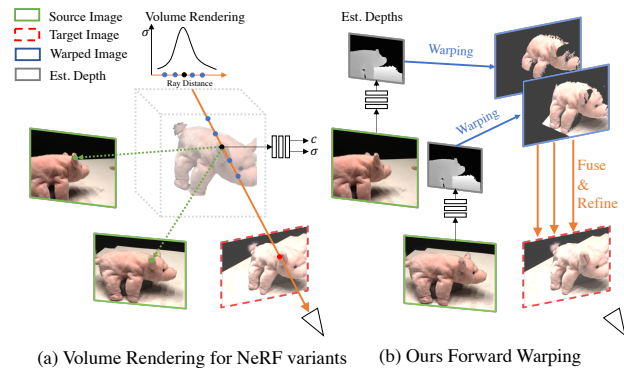 Source Image
Target Image
Warped Image
Est. Depth
Volume Rendering
σ
Ray Distance
c
σ
Est. Depths
Warping
Warping
Fuse
&
Refine
(a) Volume Rendering for NeRF variants
(b) Ours Forward Warping